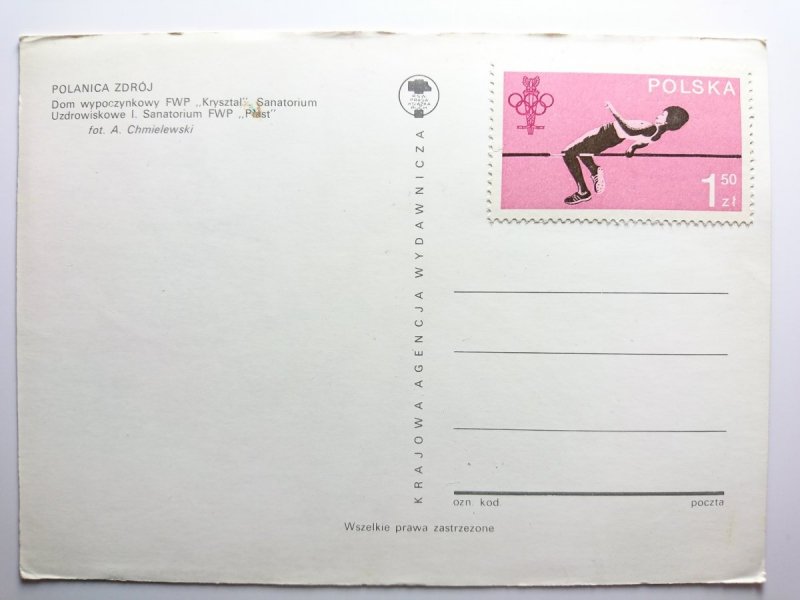 POLANICA ZDRÓJ
Dom wypoczynkowy FWP „Kryształ”, Sanatorium
Uzdrowiskowe I. Sanatorium FWP „Piast”
fot. A. Chmielewski
KRAJOWA AGENCJA WYDAWNICZA
POLSKA
1 50 zł
ozn. kod.
poczta
Wszelkie prawa zastrzeżone